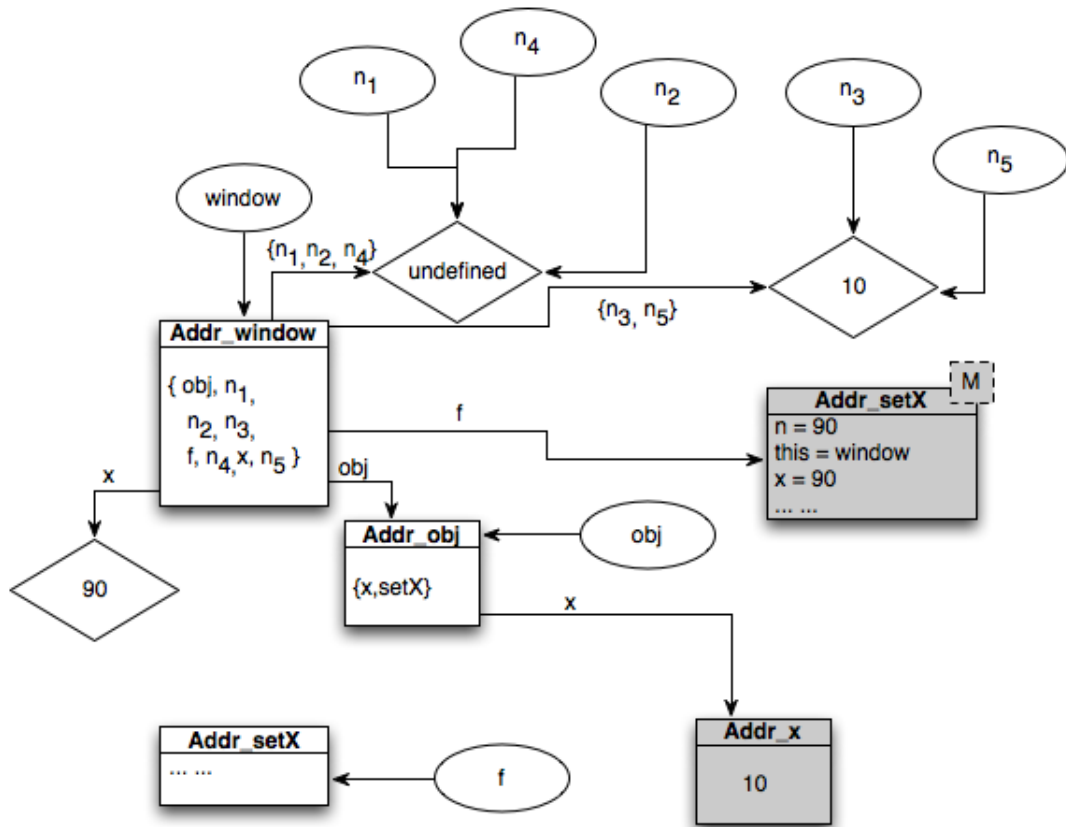 n4
n1
n2
n3
n5
window
{n1,n2, n4}
undefined
10
{n3, n5}
Addr_window
{ obj, n1,
n2, n3,
f, n4,x, n5 }
M
Addr_setX
n = 90
this = window
x = 90
... ...
f
obj
x
90
Addr_obj
{x,setX}
obj
x
Addr_setX
... ...
f
Addr_x
10